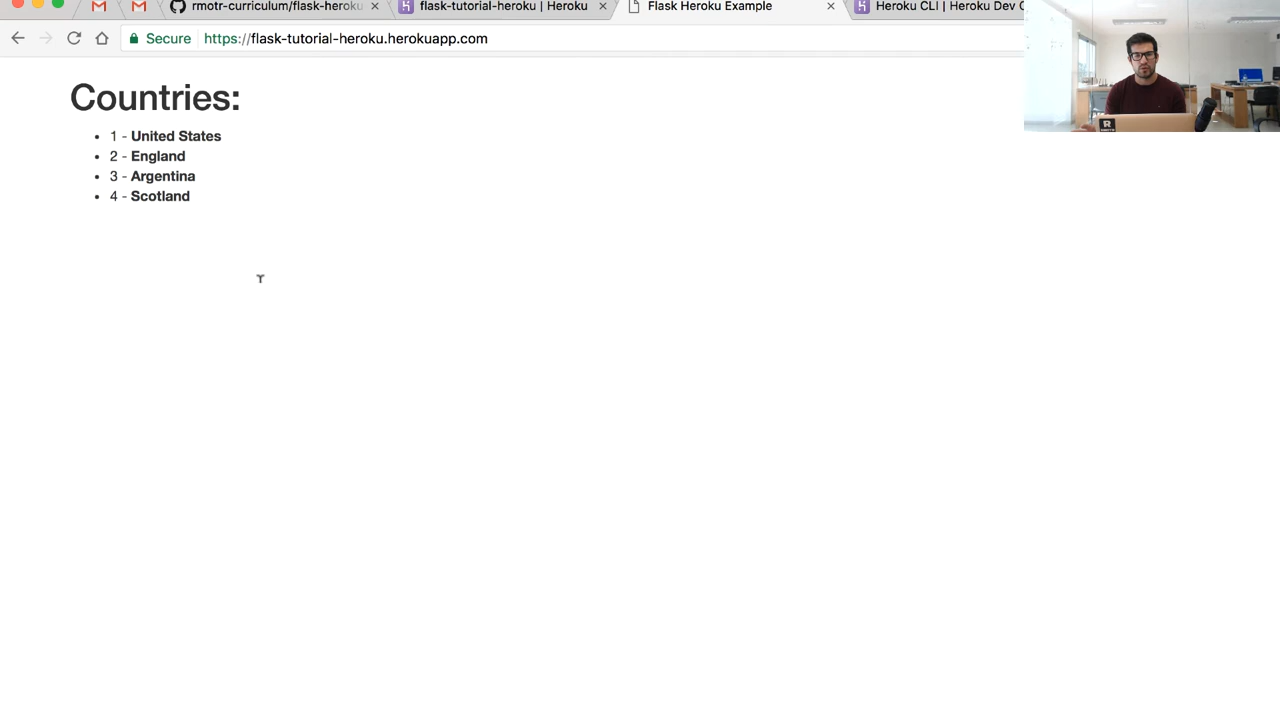 rmotr-curriculum/flask-heroku
flask-tutorial-heroku | Heroku
Flask Heroku Example
Heroku CLI | Heroku Dev C
Secure
https://flask-tutorial-heroku.herokuapp.com
Countries:
1 - United States
2 - England
3 - Argentina
4 - Scotland
R